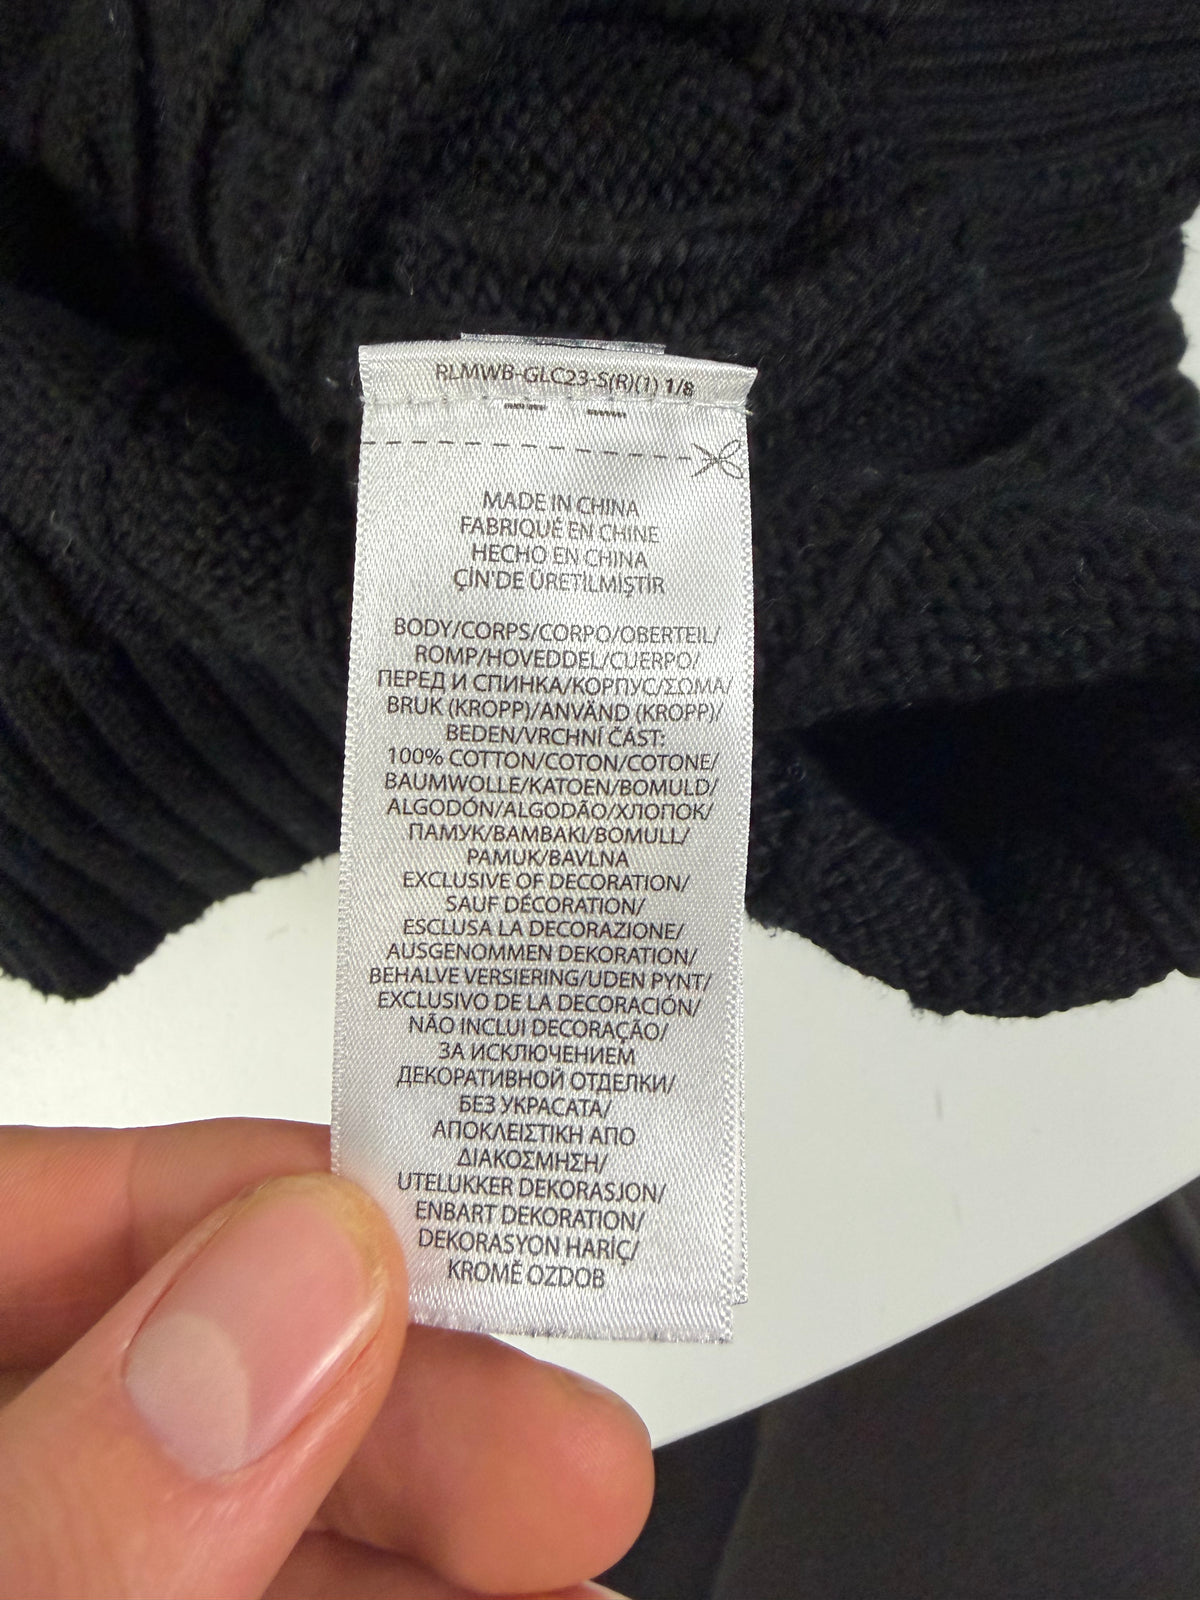 RLMWB-GLC23-S(R)(1) 1/8
MADE IN CHINA
FABRIQUÉ EN CHINE
HECHO EN CHINA
ÇİN'DE ÜRETİLMİŞTİR
BODY/CORPS/CORPO/OBERTEIL/
ROMP/HOVEDDEL/CUERPO/
ПЕРЕД И СПИНКА/КОРПУС/ΣΩΜΑ/
BRUK (KROPP)/ANVÄND (KROPP)/
BEDEN/VRCHNÍ ČÁST:
100% COTTON/COTON/COTONE/
BAUMWOLLE/KATOEN/BOMULD/
ALGODÓN/ALGODÃO/ХЛОПОК/
ПАМУК/ΒΑΜΒΑΚΙ/BOMULL/
PAMUK/BAVLNA
EXCLUSIVE OF DECORATION/
SAUF DÉCORATION/
ESCLUSA LA DECORAZIONE/
AUSGENOMMEN DEKORATION/
BEHALVE VERSIERING/UDEN PYNT/
EXCLUSIVO DE LA DECORACIÓN/
NÃO INCLUI DECORAÇÃO/
ЗА ИСКЛЮЧЕНИЕМ
ДЕКОРАТИВНОЙ ОТДЕЛКИ/
БЕЗ УКРАСАТА/
ΑΠΟΚΛΕΙΣΤΙΚΗ ΑΠΟ
ΔΙΑΚΟΣΜΗΣΗ/
UTELUKKER DEKORASJON/
ENBART DEKORATION/
DEKORASYON HARİÇ/
KROMĚ OZDOB